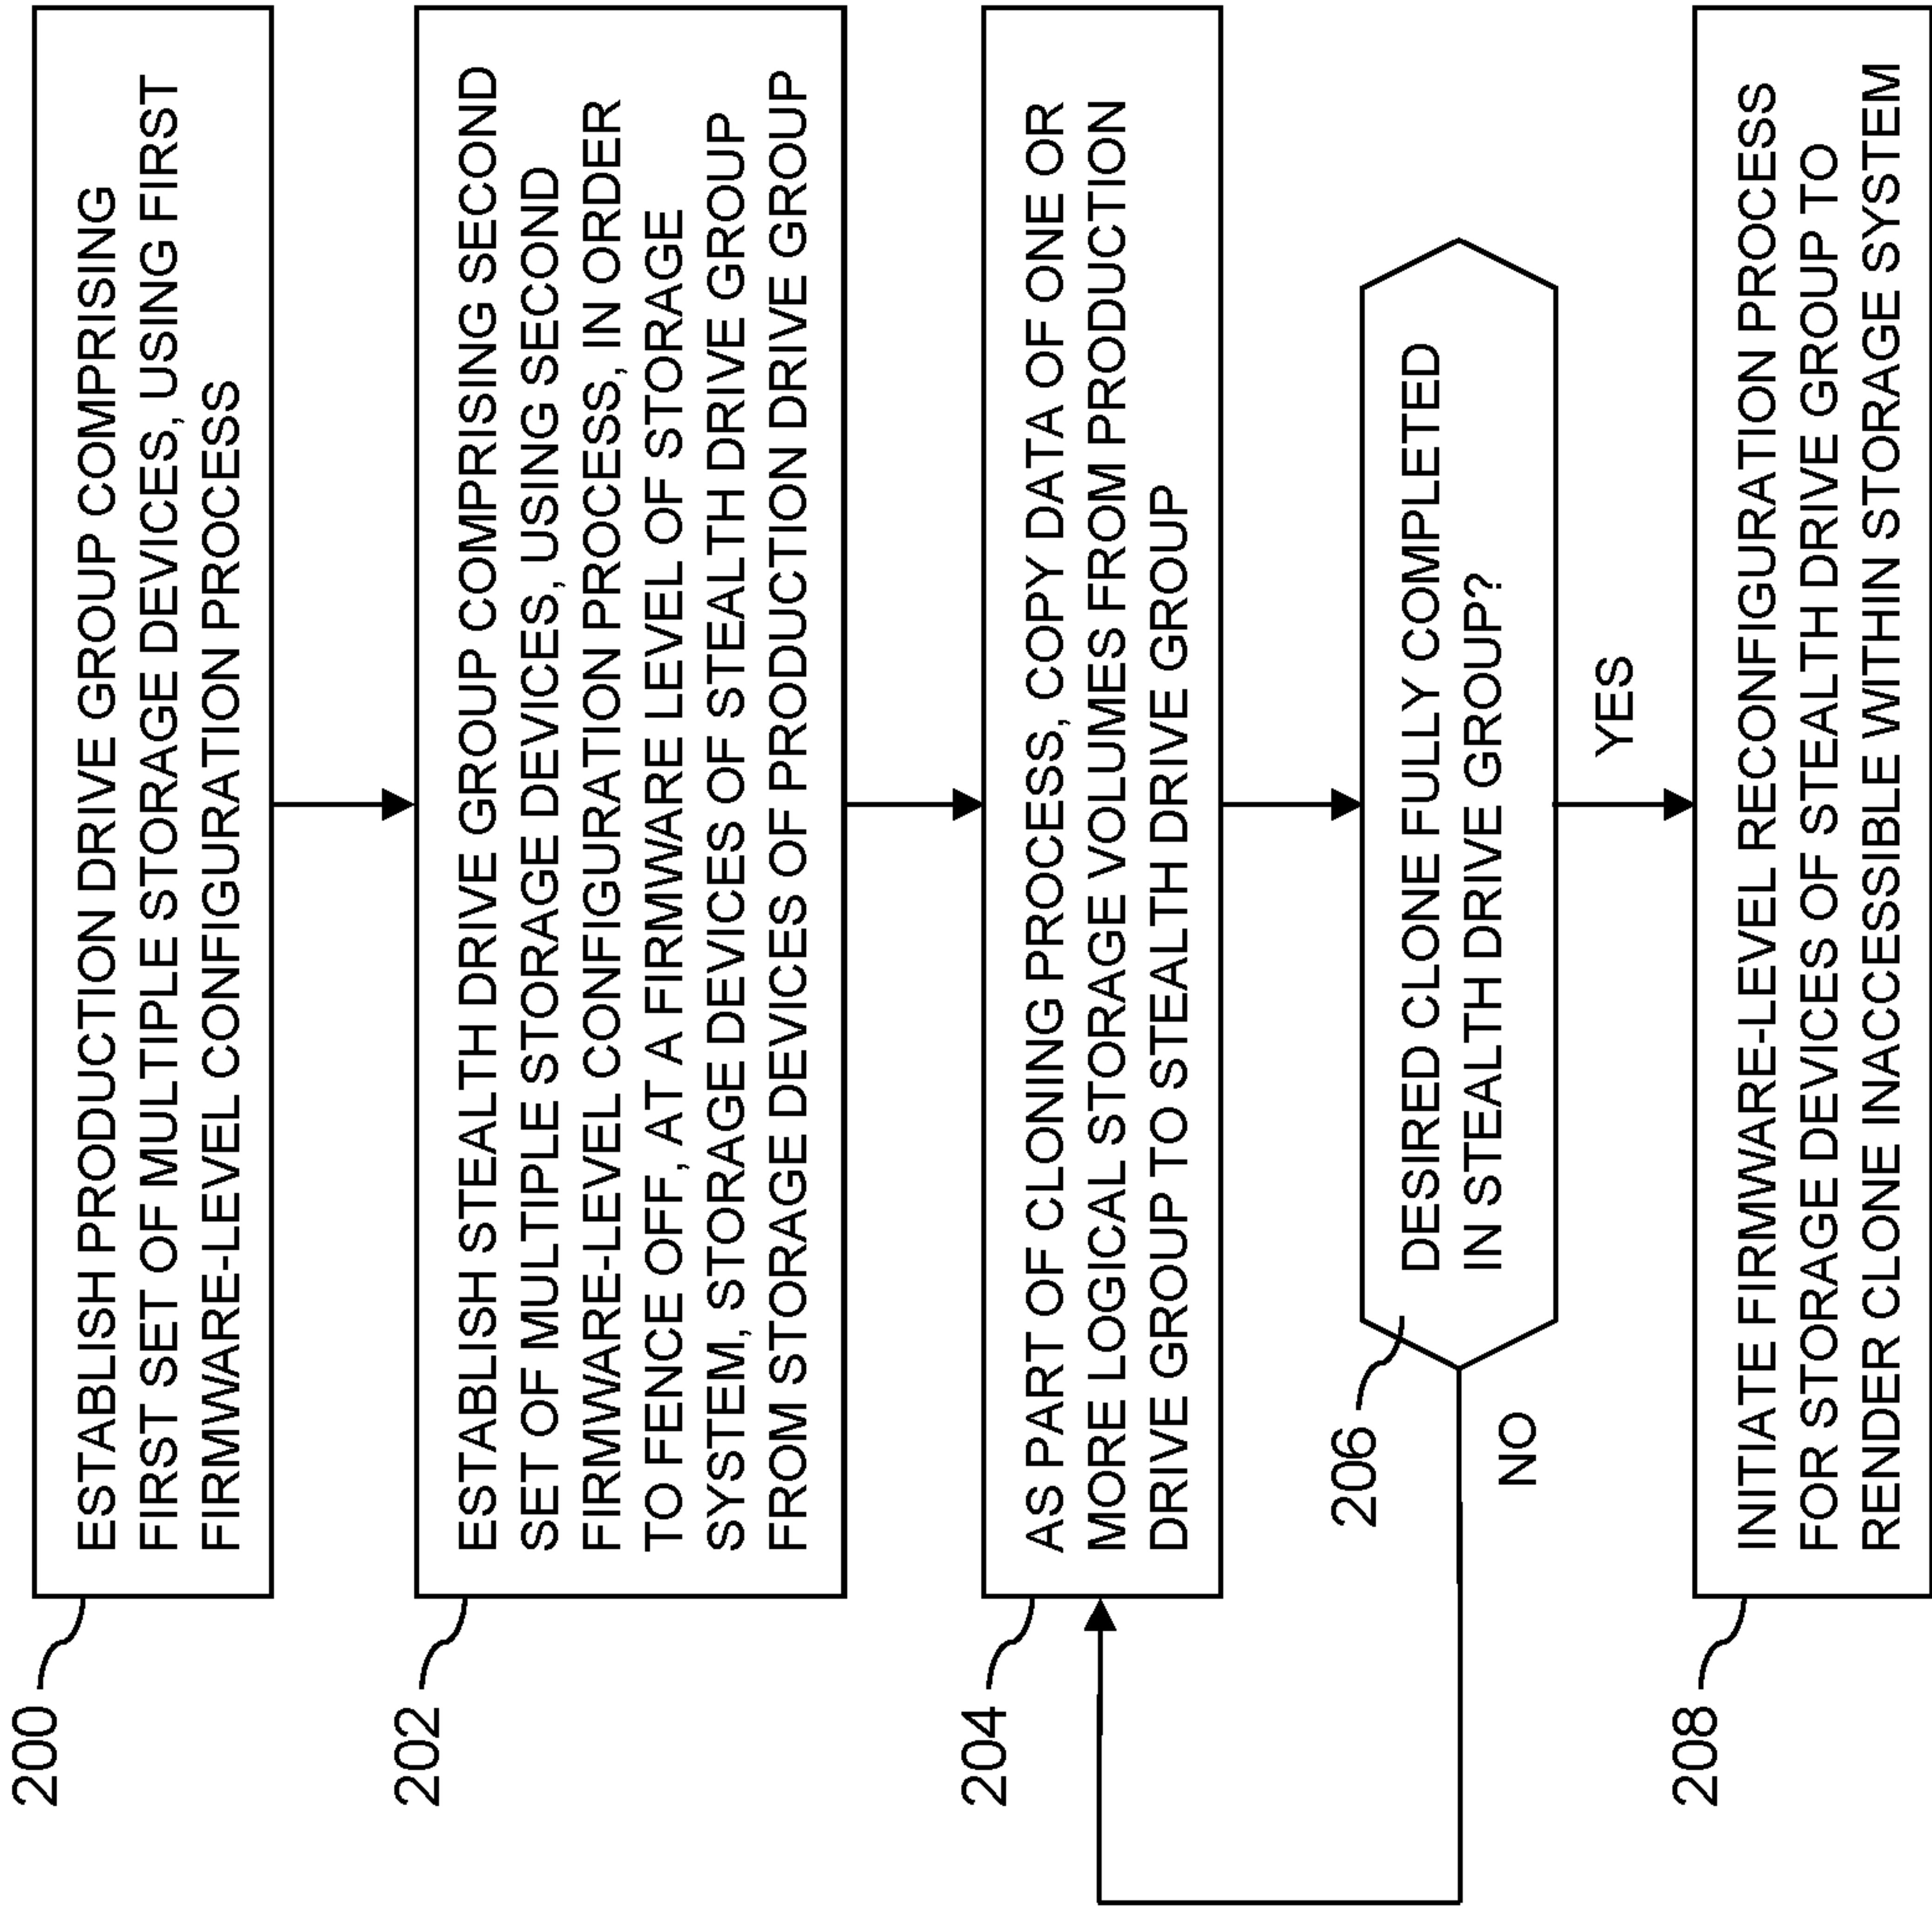 200
ESTABLISH PRODUCTION DRIVE GROUP COMPRISING
FIRST SET OF MULTIPLE STORAGE DEVICES, USING FIRST
FIRMWARE-LEVEL CONFIGURATION PROCESS
202
ESTABLISH STEALTH DRIVE GROUP COMPRISING SECOND
SET OF MULTIPLE STORAGE DEVICES, USING SECOND
FIRMWARE-LEVEL CONFIGURATION PROCESS, IN ORDER
TO FENCE OFF, AT A FIRMWARE LEVEL OF STORAGE
SYSTEM, STORAGE DEVICES OF STEALTH DRIVE GROUP
FROM STORAGE DEVICES OF PRODUCTION DRIVE GROUP
204
AS PART OF CLONING PROCESS, COPY DATA OF ONE OR
MORE LOGICAL STORAGE VOLUMES FROM PRODUCTION
DRIVE GROUP TO STEALTH DRIVE GROUP
206
DESIRED CLONE FULLY COMPLETED
IN STEALTH DRIVE GROUP?
NO
YES
208
INITIATE FIRMWARE-LEVEL RECONFIGURATION PROCESS
FOR STORAGE DEVICES OF STEALTH DRIVE GROUP TO
RENDER CLONE INACCESSIBLE WITHIN STORAGE SYSTEM